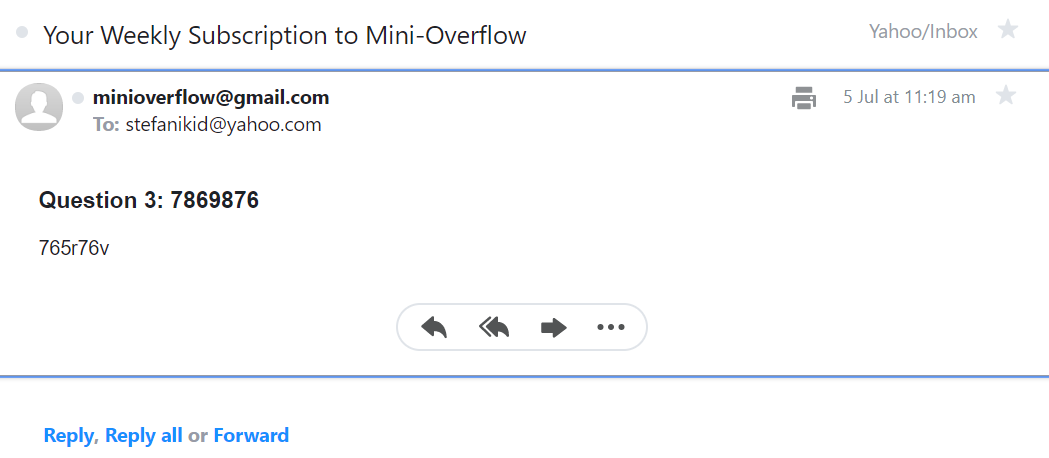 Your Weekly Subscription to Mini-Overflow
Yahoo/Inbox
minioverflow@gmail.com
5 Jul at 11:19 am
To: stefanikid@yahoo.com
Question 3: 7869876
765r76v
Reply, Reply all or Forward